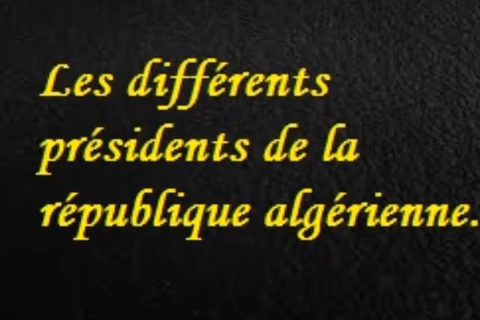 Les différents
présidents de la
république algérienne.